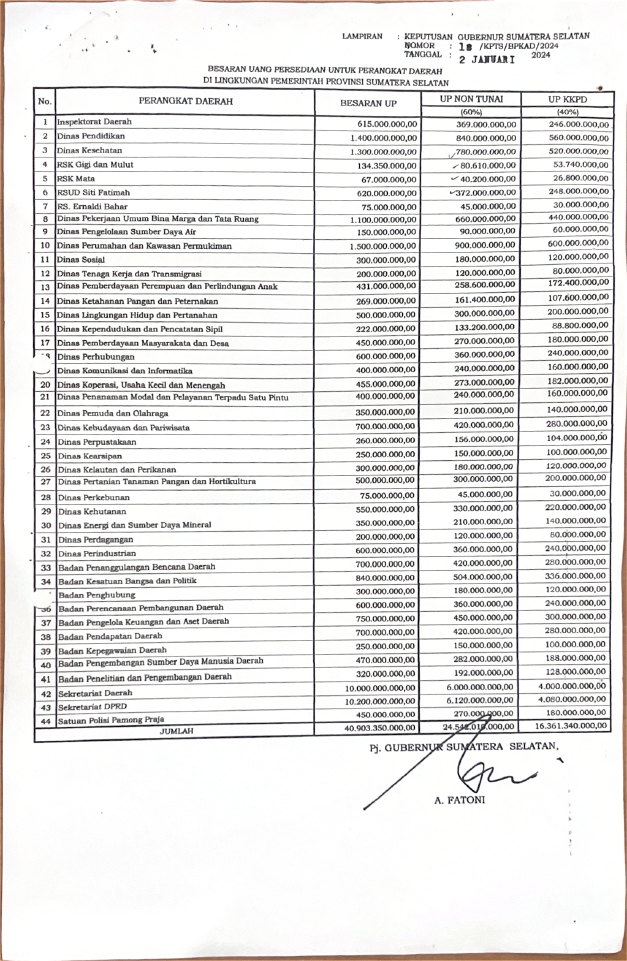 LAMPIRAN : KEPUTUSAN GUBERNUR SUMATERA SELATAN
NOMOR : 18 /KPTS/BPKAD/2024
TANGGAL : 2 JANUARI 2024
BESARAN UANG PERSEDIAAN UNTUK PERANGKAT DAERAH
DI LINGKUNGAN PEMERINTAH PROVINSI SUMATERA SELATAN
No. PERANGKAT DAERAH BESARAN UP UP NON TUNAI UP KKPD
(60%) (40%)
1 Inspektorat Daerah 615.000.000,00 369.000.000,00 246.000.000,00
2 Dinas Pendidikan 1.400.000.000,00 840.000.000,00 560.000.000,00
3 Dinas Kesehatan 1.300.000.000,00 780.000.000,00 520.000.000,00
4 RSK Gigi dan Mulut 134.350.000,00 80.610.000,00 53.740.000,00
5 RSK Mata 67.000.000,00 40.200.000,00 26.800.000,00
6 RSUD Siti Fatimah 620.000.000,00 372.000.000,00 248.000.000,00
7 RS. Ernaldi Bahar 75.000.000,00 45.000.000,00 30.000.000,00
8 Dinas Pekerjaan Umum Bina Marga dan Tata Ruang 1.100.000.000,00 660.000.000,00 440.000.000,00
9 Dinas Pengelolaan Sumber Daya Air 150.000.000,00 90.000.000,00 60.000.000,00
10 Dinas Perumahan dan Kawasan Permukiman 1.500.000.000,00 900.000.000,00 600.000.000,00
11 Dinas Sosial 300.000.000,00 180.000.000,00 120.000.000,00
12 Dinas Tenaga Kerja dan Transmigrasi 200.000.000,00 120.000.000,00 80.000.000,00
13 Dinas Pemberdayaan Perempuan dan Perlindungan Anak 431.000.000,00 258.600.000,00 172.400.000,00
14 Dinas Ketahanan Pangan dan Peternakan 269.000.000,00 161.400.000,00 107.600.000,00
15 Dinas Lingkungan Hidup dan Pertanahan 500.000.000,00 300.000.000,00 200.000.000,00
16 Dinas Kependudukan dan Pencatatan Sipil 222.000.000,00 133.200.000,00 88.800.000,00
17 Dinas Pemberdayaan Masyarakata dan Desa 450.000.000,00 270.000.000,00 180.000.000,00
Dinas Perhubungan 600.000.000,00 360.000.000,00 240.000.000,00
Dinas Komunikasi dan Informatika 400.000.000,00 240.000.000,00 160.000.000,00
20 Dinas Koperasi, Usaha Kecil dan Menengah 455.000.000,00 273.000.000,00 182.000.000,00
21 Dinas Penanaman Modal dan Pelayanan Terpadu Satu Pintu 400.000.000,00 240.000.000,00 160.000.000,00
22 Dinas Pemuda dan Olahraga 350.000.000,00 210.000.000,00 140.000.000,00
23 Dinas Kebudayaan dan Pariwisata 700.000.000,00 420.000.000,00 280.000.000,00
24 Dinas Perpustakaan 260.000.000,00 156.000.000,00 104.000.000,00
25 Dinas Kearsipan 250.000.000,00 150.000.000,00 100.000.000,00
26 Dinas Kelautan dan Perikanan 300.000.000,00 180.000.000,00 120.000.000,00
27 Dinas Pertanian Tanaman Pangan dan Hortikultura 500.000.000,00 300.000.000,00 200.000.000,00
28 Dinas Perkebunan 75.000.000,00 45.000.000,00 30.000.000,00
29 Dinas Kehutanan 550.000.000,00 330.000.000,00 220.000.000,00
30 Dinas Energi dan Sumber Daya Mineral 350.000.000,00 210.000.000,00 140.000.000,00
31 Dinas Perdagangan 200.000.000,00 120.000.000,00 80.000.000,00
32 Dinas Perindustrian 600.000.000,00 360.000.000,00 240.000.000,00
33 Badan Penanggulangan Bencana Daerah 700.000.000,00 420.000.000,00 280.000.000,00
34 Badan Kesatuan Bangsa dan Politik 840.000.000,00 504.000.000,00 336.000.000,00
Badan Penghubung 300.000.000,00 180.000.000,00 120.000.000,00
36 Badan Perencanaan Pembangunan Daerah 600.000.000,00 360.000.000,00 240.000.000,00
37 Badan Pengelola Keuangan dan Aset Daerah 750.000.000,00 450.000.000,00 300.000.000,00
38 Badan Pendapatan Daerah 700.000.000,00 420.000.000,00 280.000.000,00
39 Badan Kepegawaian Daerah 250.000.000,00 150.000.000,00 100.000.000,00
40 Badan Pengembangan Sumber Daya Manusia Daerah 470.000.000,00 282.000.000,00 188.000.000,00
41 Badan Penelitian dan Pengembangan Daerah 320.000.000,00 192.000.000,00 128.000.000,00
42 Sekretariat Daerah 10.000.000.000,00 6.000.000.000,00 4.000.000.000,00
43 Sekretariat DPRD 10.200.000.000,00 6.120.000.000,00 4.080.000.000,00
44 Satuan Polisi Pamong Praja 450.000.000,00 270.000.000,00 180.000.000,00
JUMLAH 40.903.350.000,00 24.542.010.000,00 16.361.340.000,00
Pj. GUBERNUR SUMATERA SELATAN,
A. FATONI